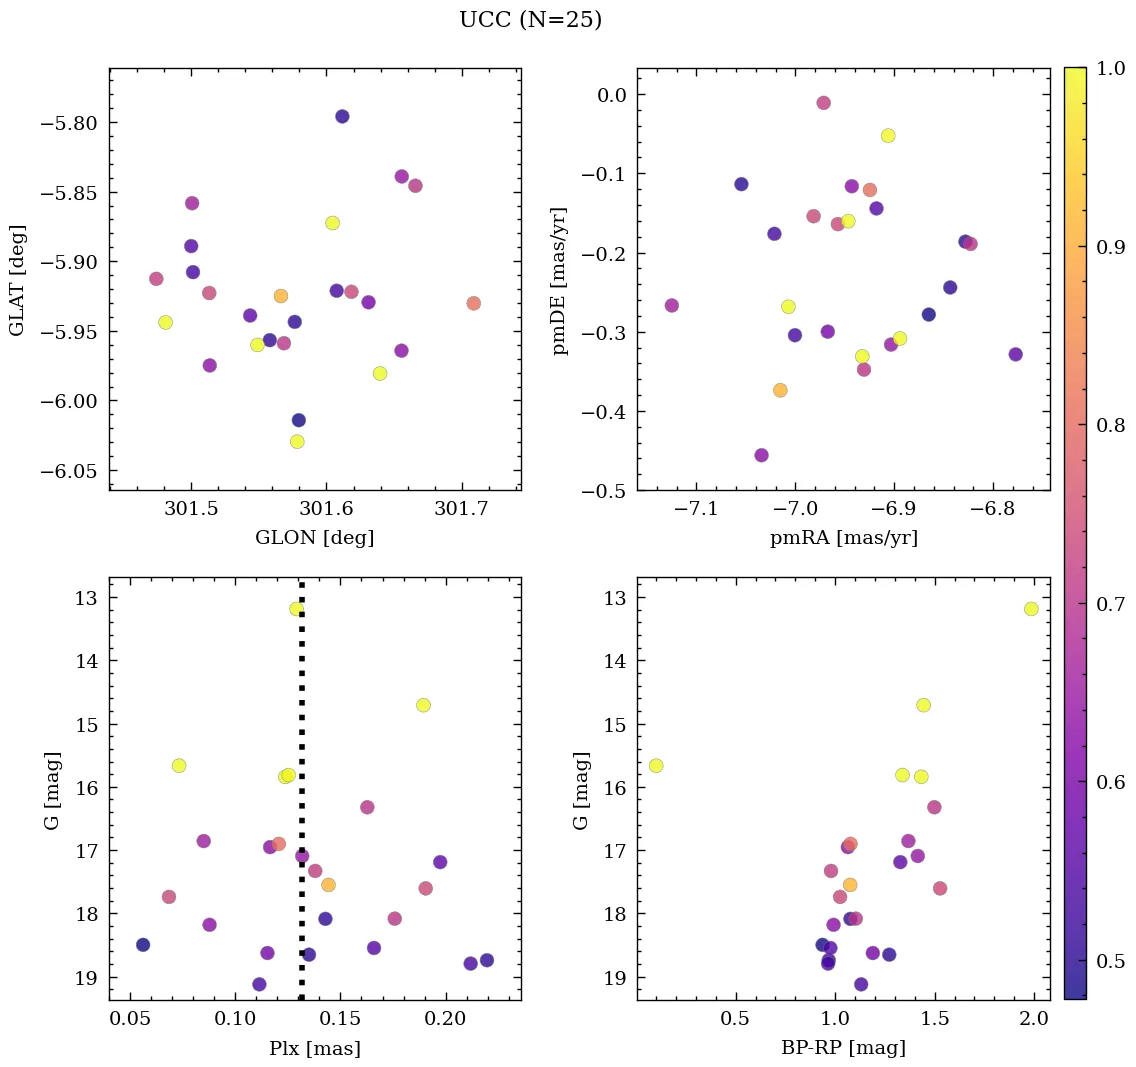 UCC (N=25)
−5.80
−5.85
−5.90
−5.95
−6.00
−6.05
GLAT [deg]
301.5 301.6 301.7
GLON [deg]
0.0
−0.1
−0.2
−0.3
−0.4
−0.5
pmDE [mas/yr]
−7.1 −7.0 −6.9 −6.8
pmRA [mas/yr]
1.0
0.9
0.8
0.7
0.6
0.5
13
14
15
16
17
18
19
G [mag]
0.05 0.10 0.15 0.20
Plx [mas]
13
14
15
16
17
18
19
G [mag]
0.5 1.0 1.5 2.0
BP-RP [mag]